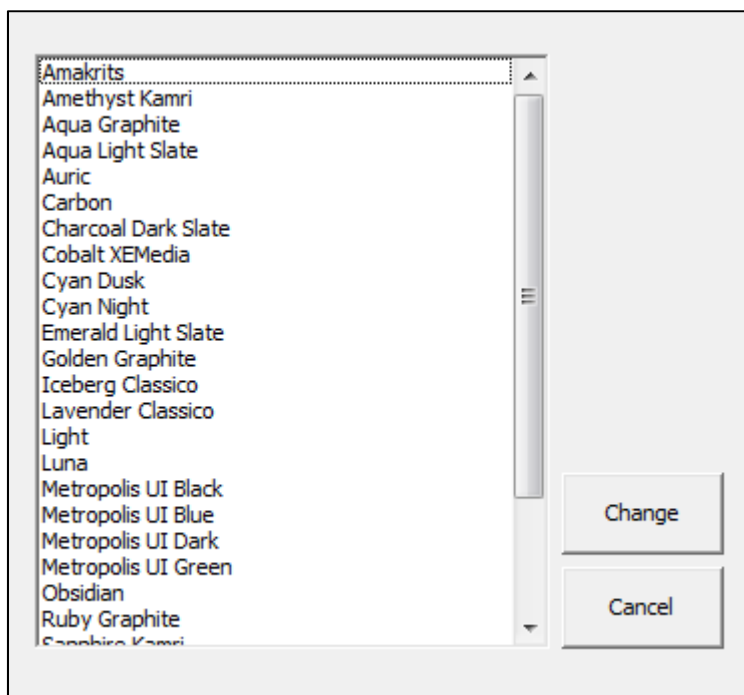 Amakrits
Amethyst Kamri
Aqua Graphite
Aqua Light Slate
Auric
Carbon
Charcoal Dark Slate
Cobalt XEMedia
Cyan Dusk
Cyan Night
Emerald Light Slate
Golden Graphite
Iceberg Classico
Lavender Classico
Light
Luna
Metropolis UI Black
Metropolis UI Blue
Metropolis UI Dark
Metropolis UI Green
Obsidian
Ruby Graphite
Sapphire Kamri
Change
Cancel